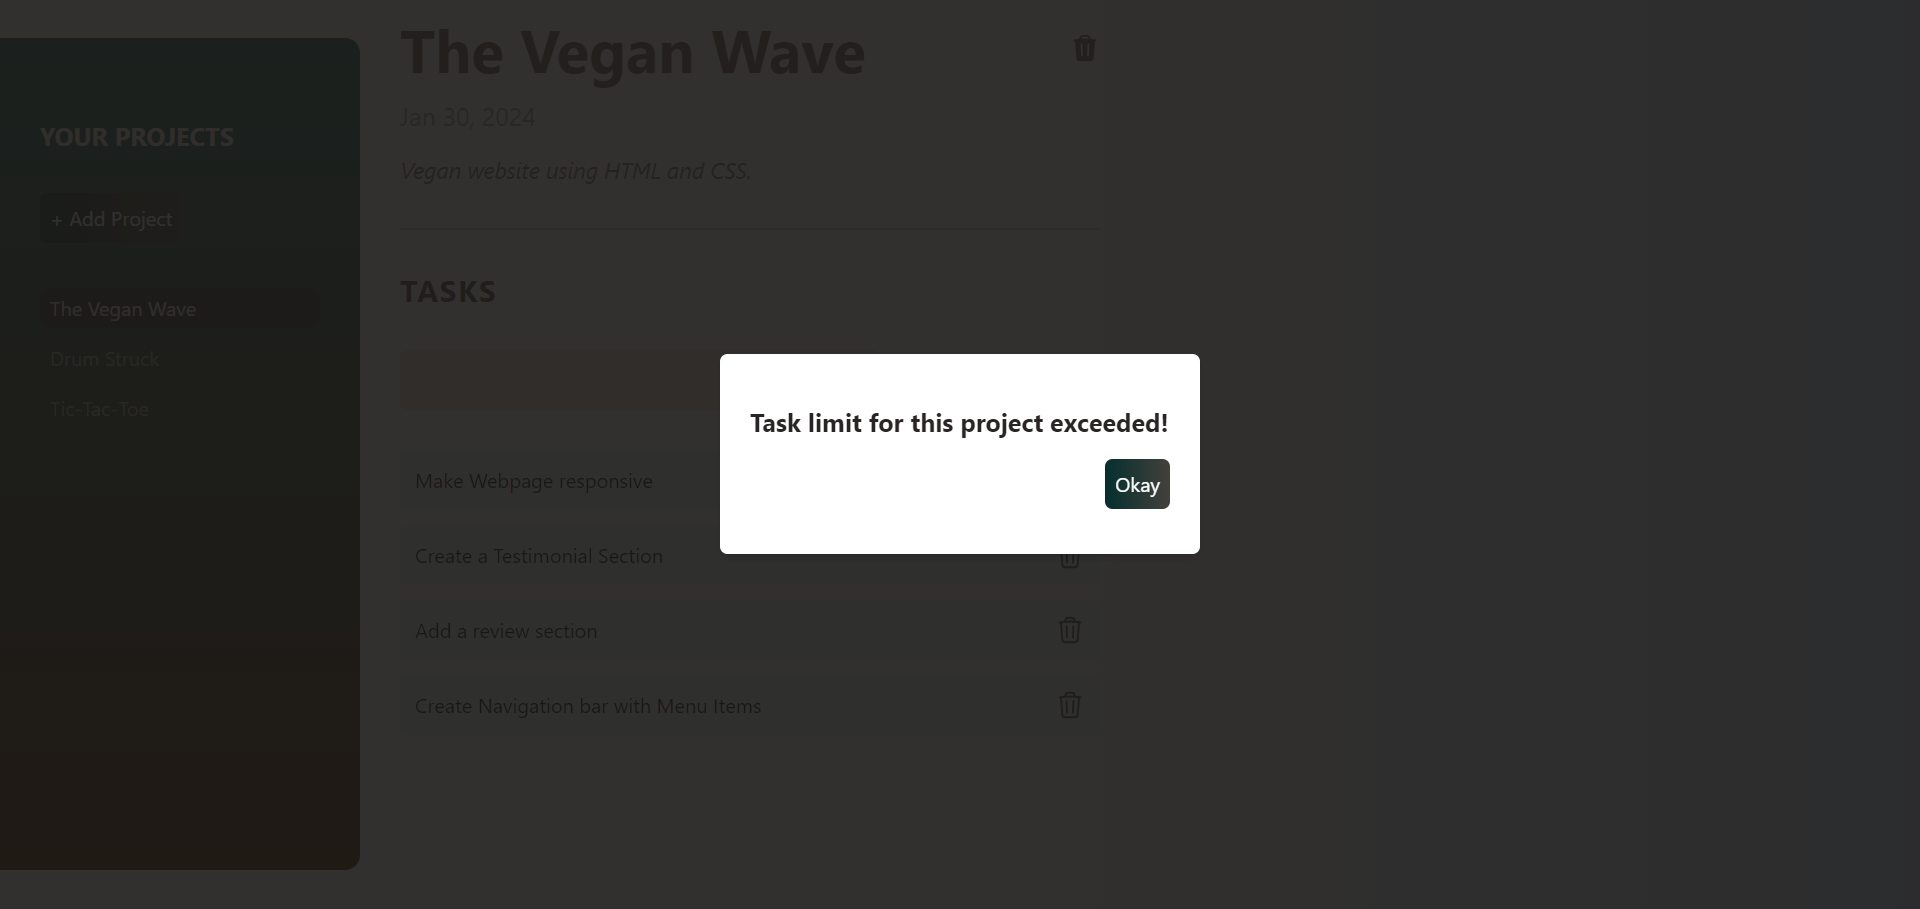 YOUR PROJECTS
+ Add Project
The Vegan Wave
Drum Struck
Tic-Tac-Toe
The Vegan Wave
Jan 30, 2024
Vegan website using HTML and CSS.
TASKS
Task limit for this project exceeded!
Okay
Make Webpage responsive
Create a Testimonial Section
Add a review section
Create Navigation bar with Menu Items